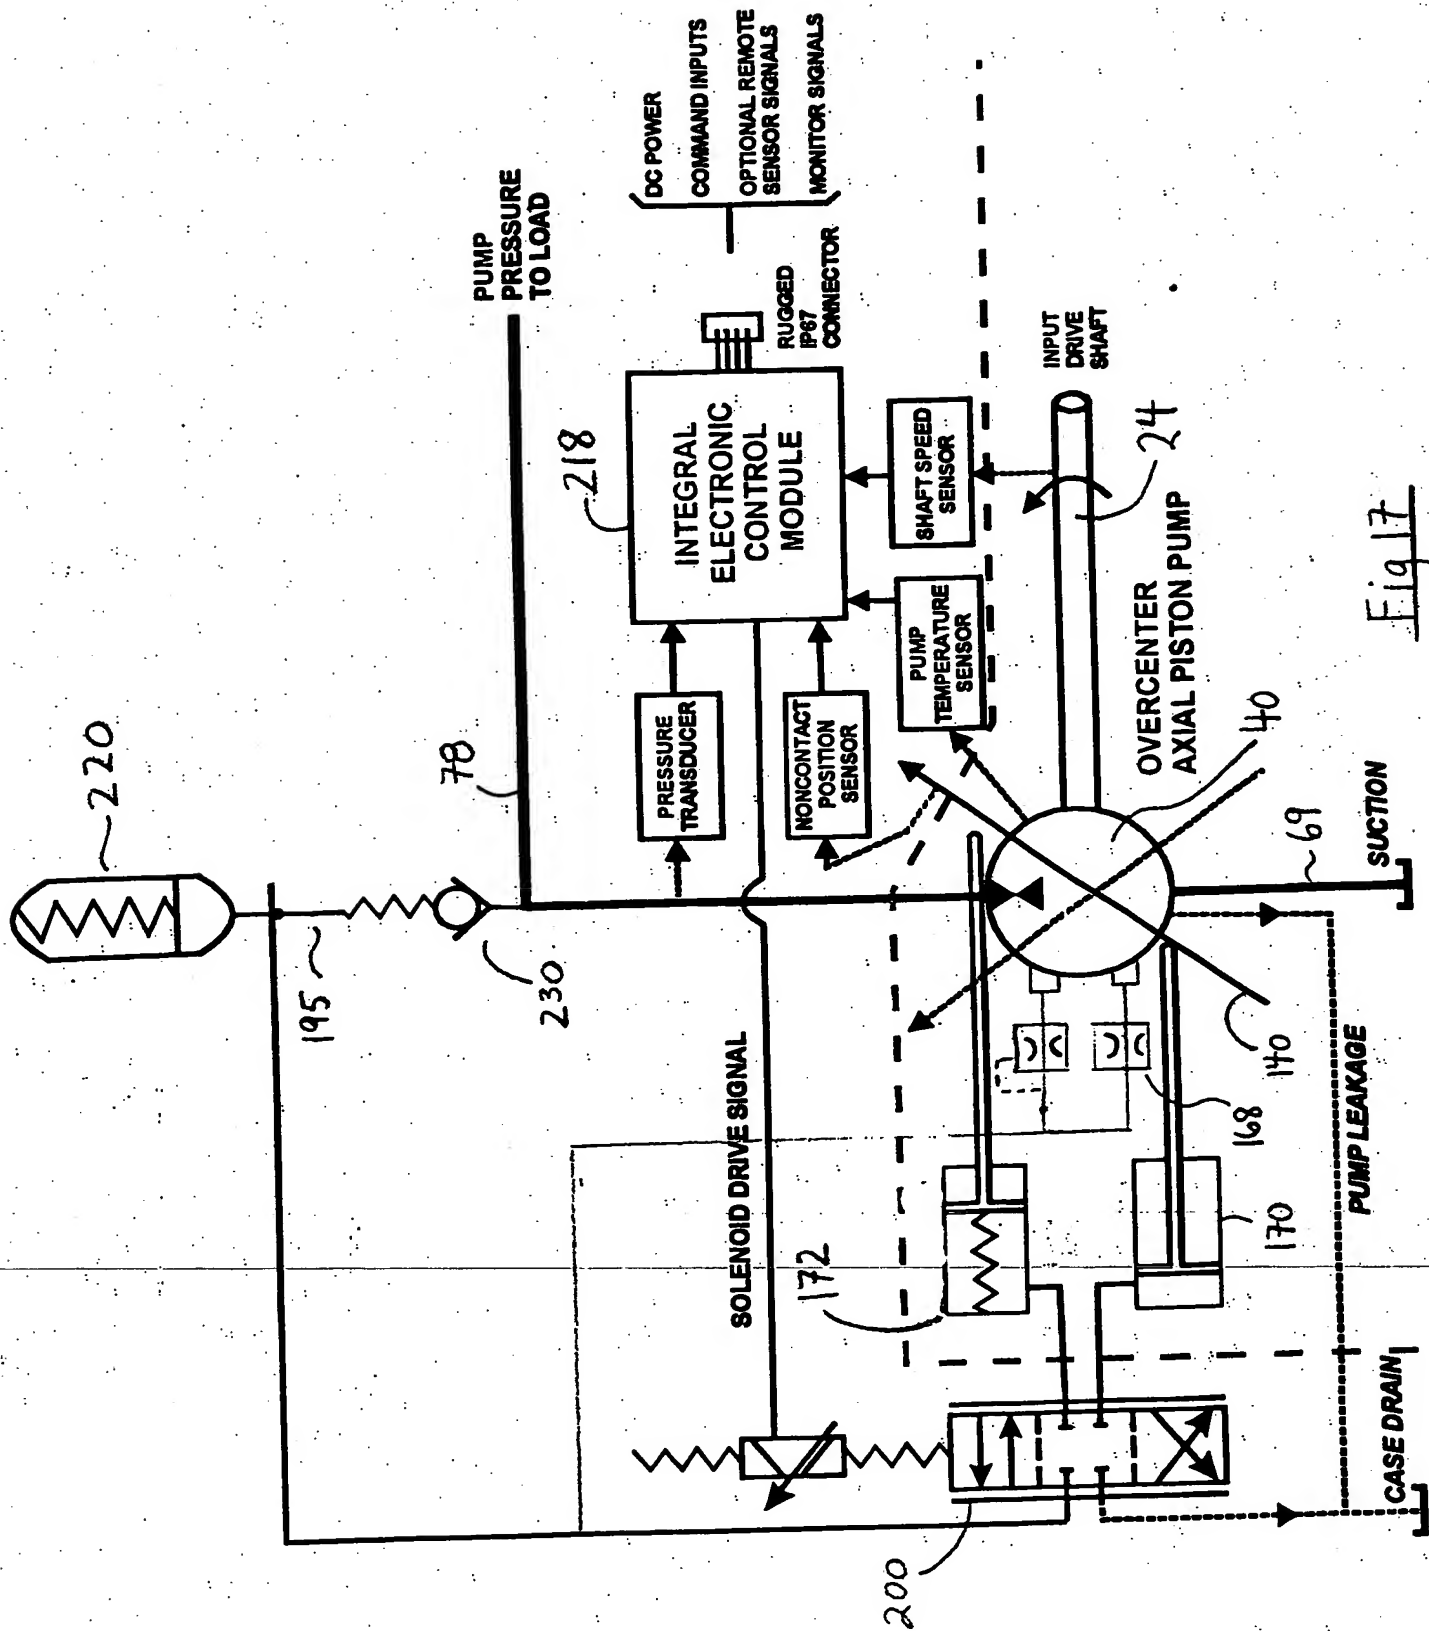 220
195
230
78
PUMP
PRESSURE
TO LOAD
DC POWER
COMMAND INPUTS
OPTIONAL REMOTE
SENSOR SIGNALS
MONITOR SIGNALS
RUGGED
IP67
CONNECTOR
218
INTEGRAL
ELECTRONIC
CONTROL
MODULE
PRESSURE
TRANSDUCER
NONCONTACT
POSITION
SENSOR
PUMP
TEMPERATURE
SENSOR
SHAFT SPEED
SENSOR
SOLENOID DRIVE SIGNAL
INPUT
DRIVE
SHAFT
24
OVERCENTER
AXIAL PISTON PUMP
40
69
SUCTION
172
168
140
170
PUMP LEAKAGE
200
CASE DRAIN
Fig 17